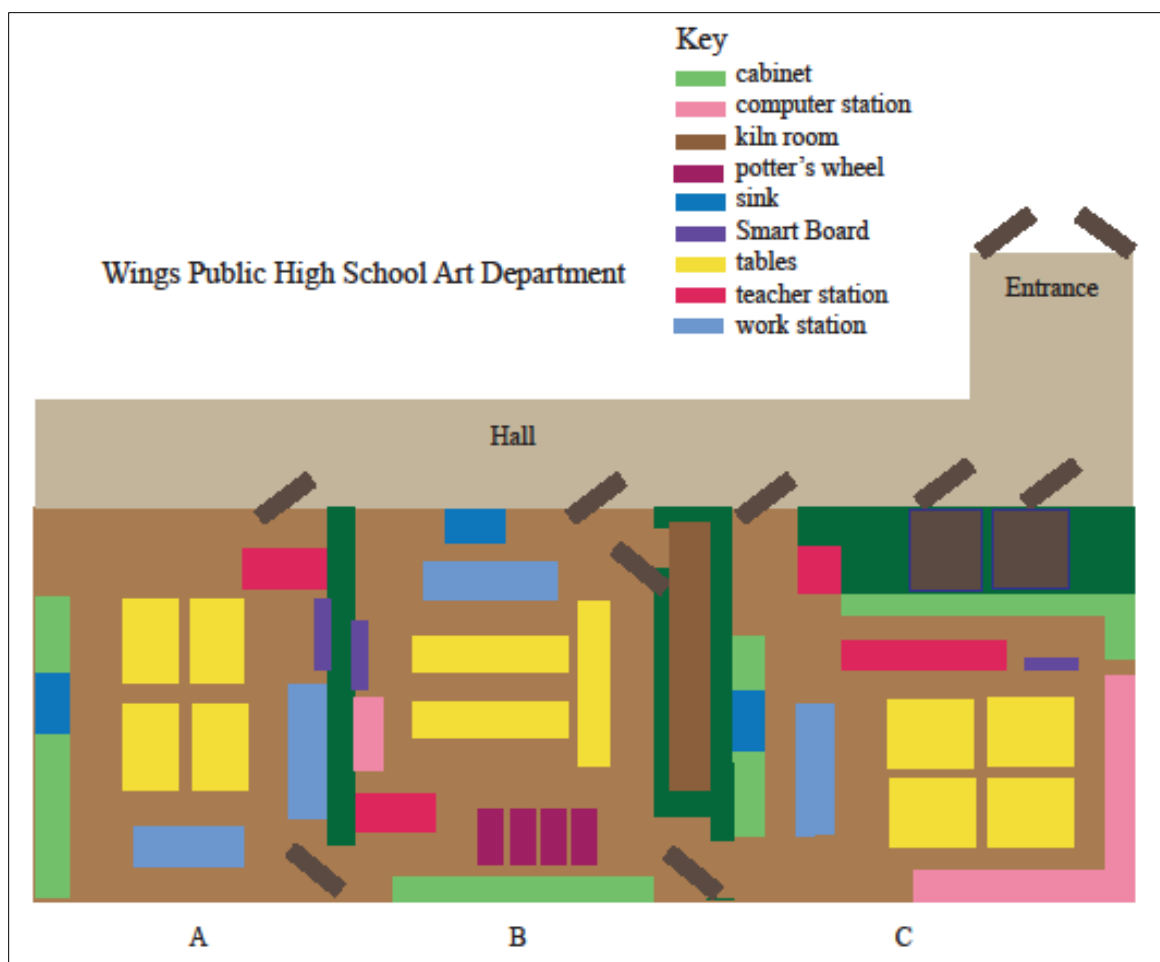 Key
cabinet
computer station
kiln room
potter’s wheel
sink
Smart Board
tables
teacher station
work station
Wings Public High School Art Department
Entrance
Hall
A
B
C